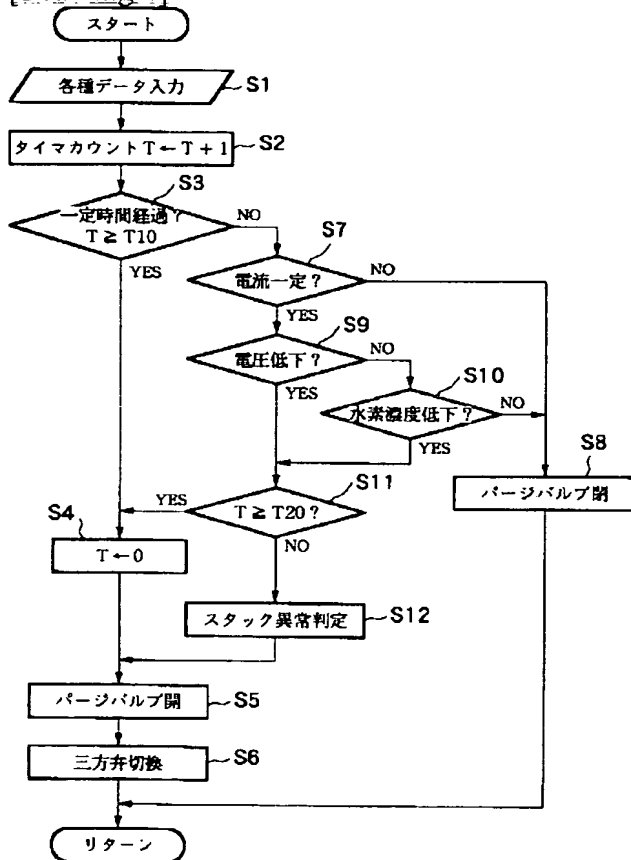 スタート
各種データ入力
S1
タイマカウントT←T+1
S2
S3
一定時間経過?
T≧T10
NO
YES
S7
電流一定?
NO
YES
S9
電圧低下?
NO
YES
S10
水素濃度低下?
NO
YES
S8
パージバルブ閉
S11
T≧T20?
YES
NO
S4
T←0
スタック異常判定
S12
パージバルブ開
S5
三方弁切換
S6
リターン